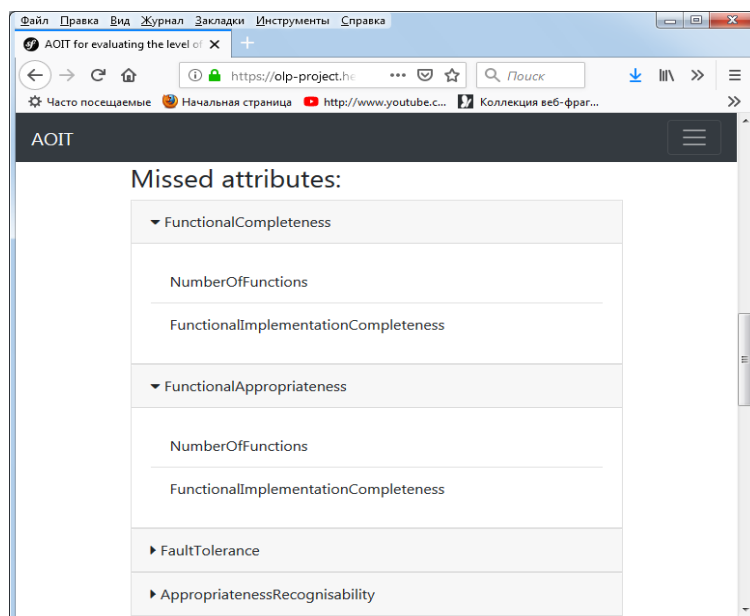 Файл Правка Вид Журнал Закладки Инструменты Справка
AOIT for evaluating the level of
https://olp-project.he
Поиск
Часто посещаемые Начальная страница http://www.youtube.c... Коллекция веб-фраг...
AOIT
Missed attributes:
FunctionalCompleteness
NumberOfFunctions
FunctionalImplementationCompleteness
FunctionalAppropriateness
NumberOfFunctions
FunctionalImplementationCompleteness
FaultTolerance
AppropriatenessRecognisability